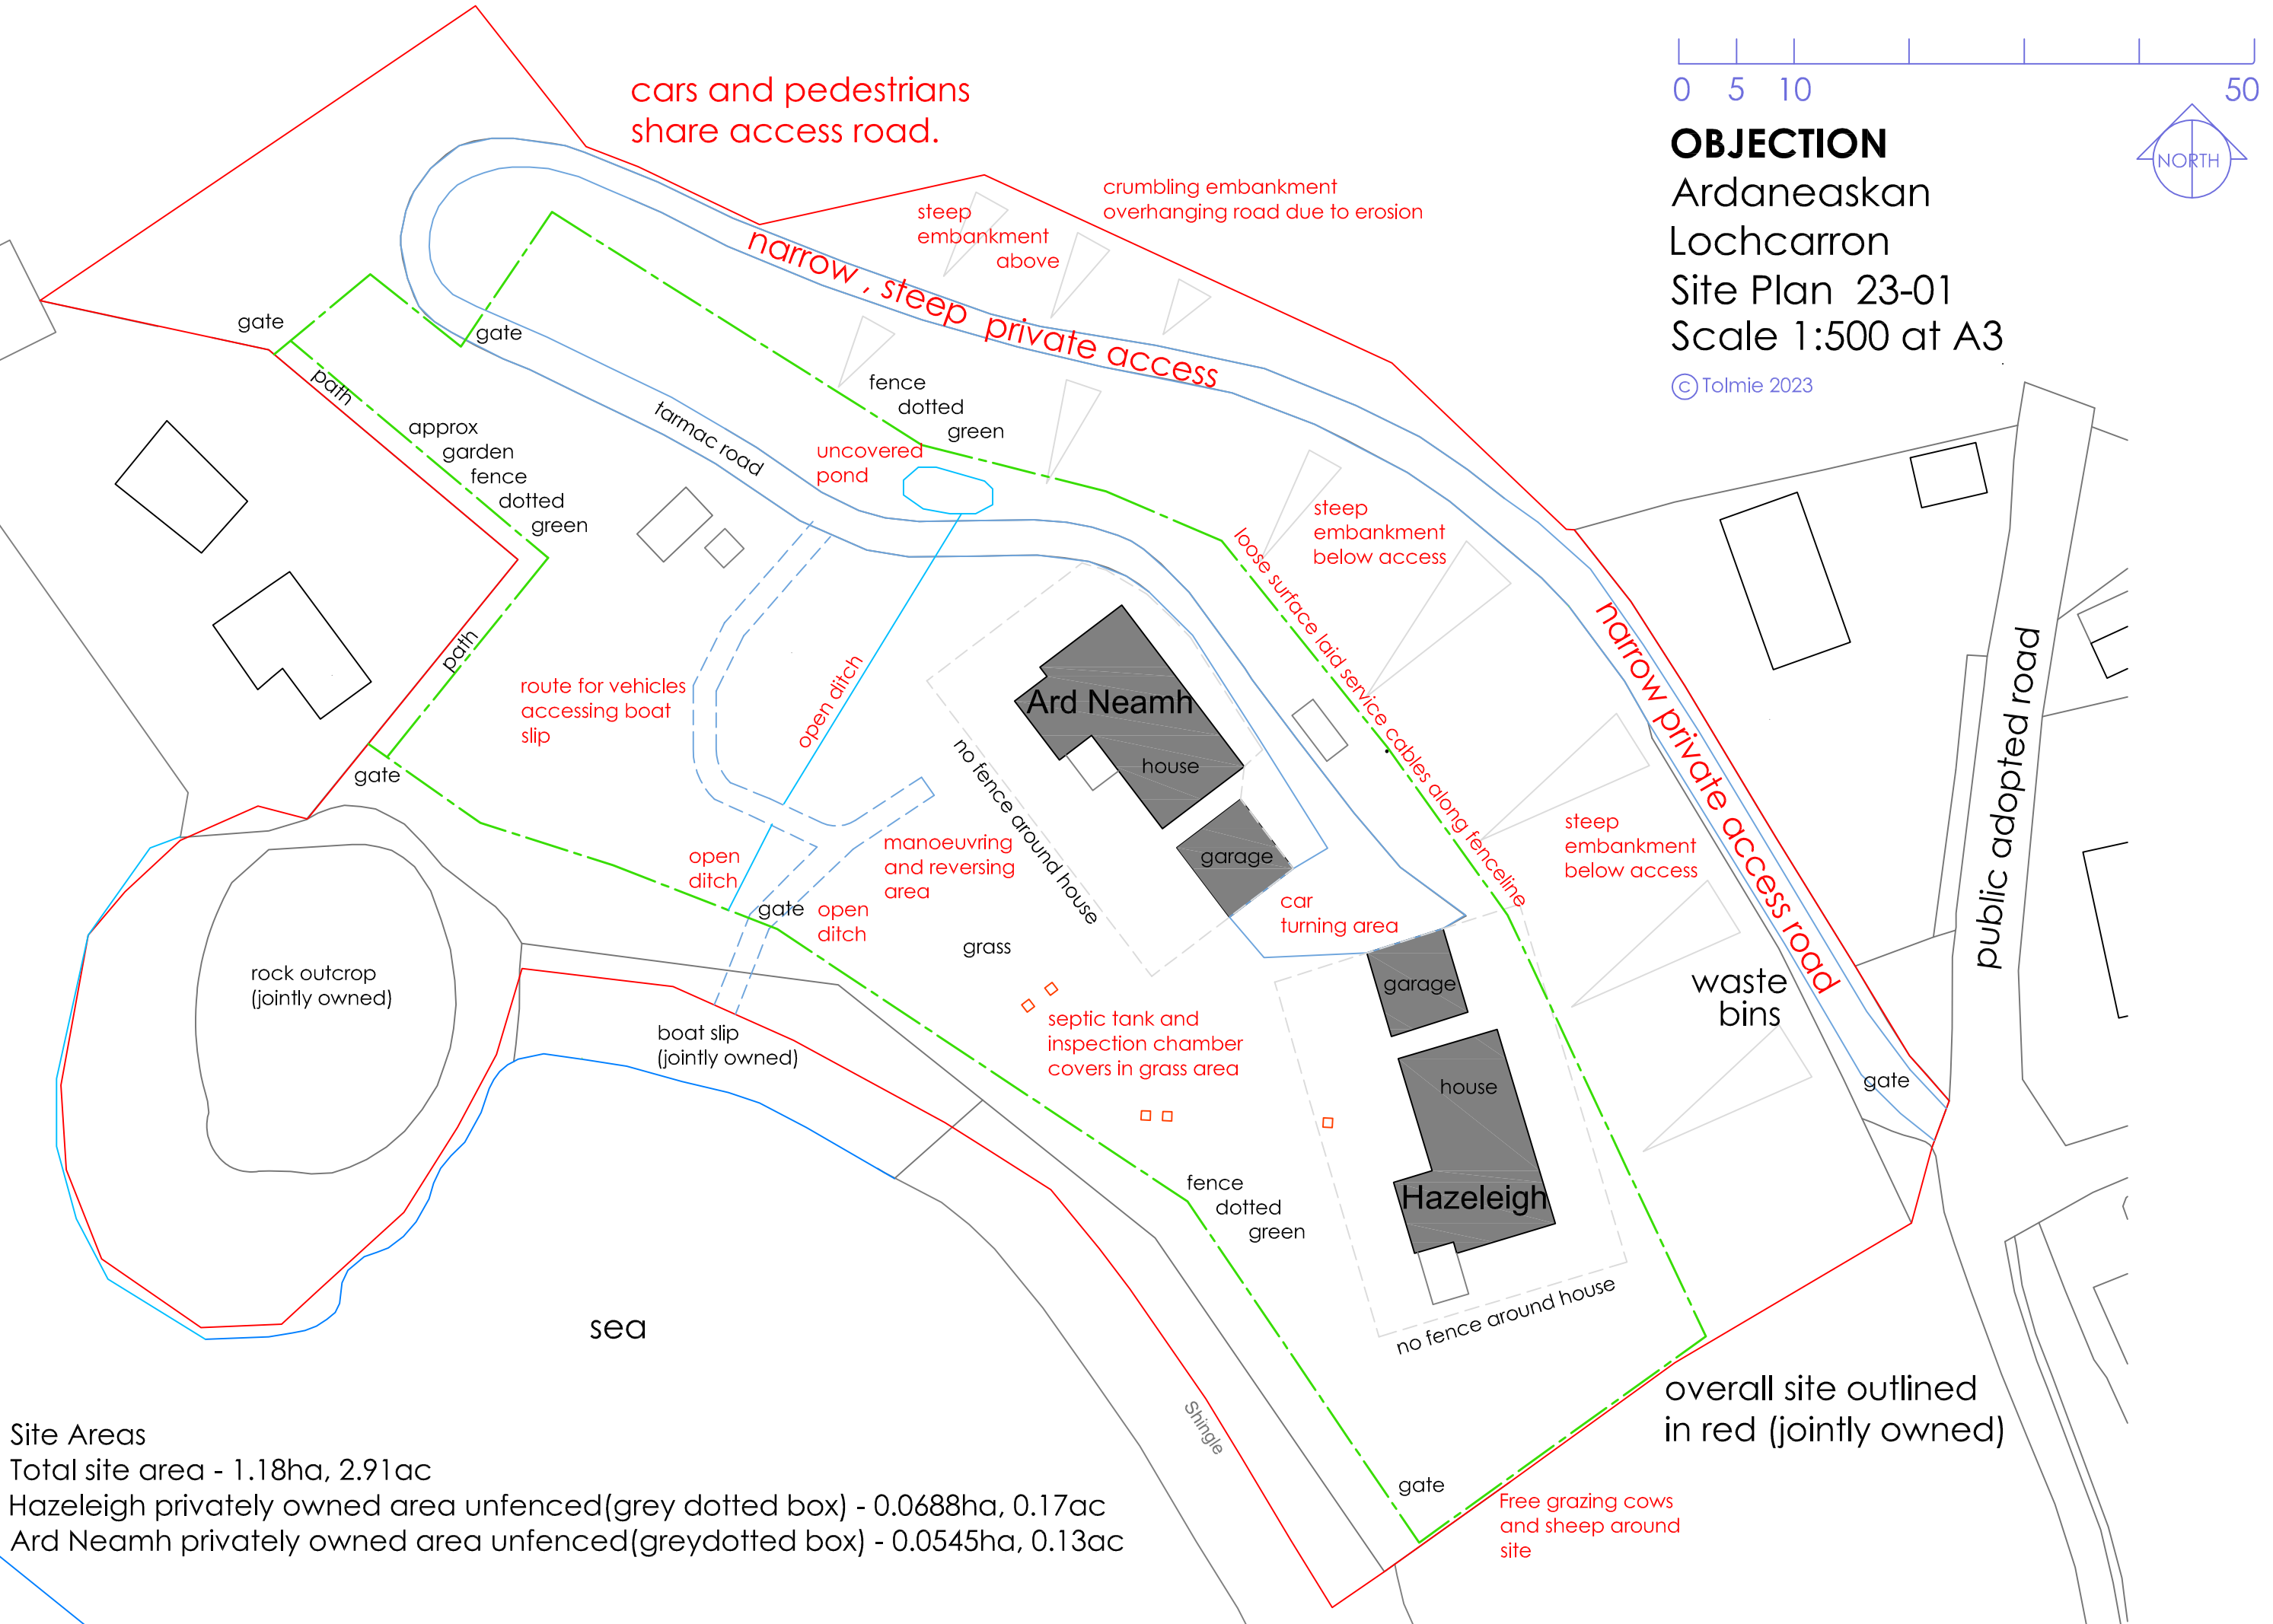 cars and pedestrians
share access road.
0 5 10 50
OBJECTION
Ardaneaskan
Lochcarron
Site Plan 23-01
Scale 1:500 at A3
© Tolmie 2023
NORTH
crumbling embankment
overhanging road due to erosion
steep
embankment
above
narrow , steep private access
gate
gate
path
approx
garden
fence
dotted
green
tarmac road
fence
dotted
green
uncovered
pond
steep
embankment
below access
loose surface laid service cables along fenceline
narrow private access road
public adopted road
path
route for vehicles
accessing boat
slip
open ditch
Ard Neamh
house
no fence around house
gate
open
ditch
manoeuvring
and reversing
area
garage
steep
embankment
below access
gate
open
ditch
car
turning area
grass
rock outcrop
(jointly owned)
garage
waste
bins
boat slip
(jointly owned)
septic tank and
inspection chamber
covers in grass area
house
gate
fence
dotted
green
Hazeleigh
no fence around house
sea
Shingle
overall site outlined
in red (jointly owned)
gate
Free grazing cows
and sheep around
site
Site Areas
Total site area - 1.18ha, 2.91ac
Hazeleigh privately owned area unfenced(grey dotted box) - 0.0688ha, 0.17ac
Ard Neamh privately owned area unfenced(greydotted box) - 0.0545ha, 0.13ac